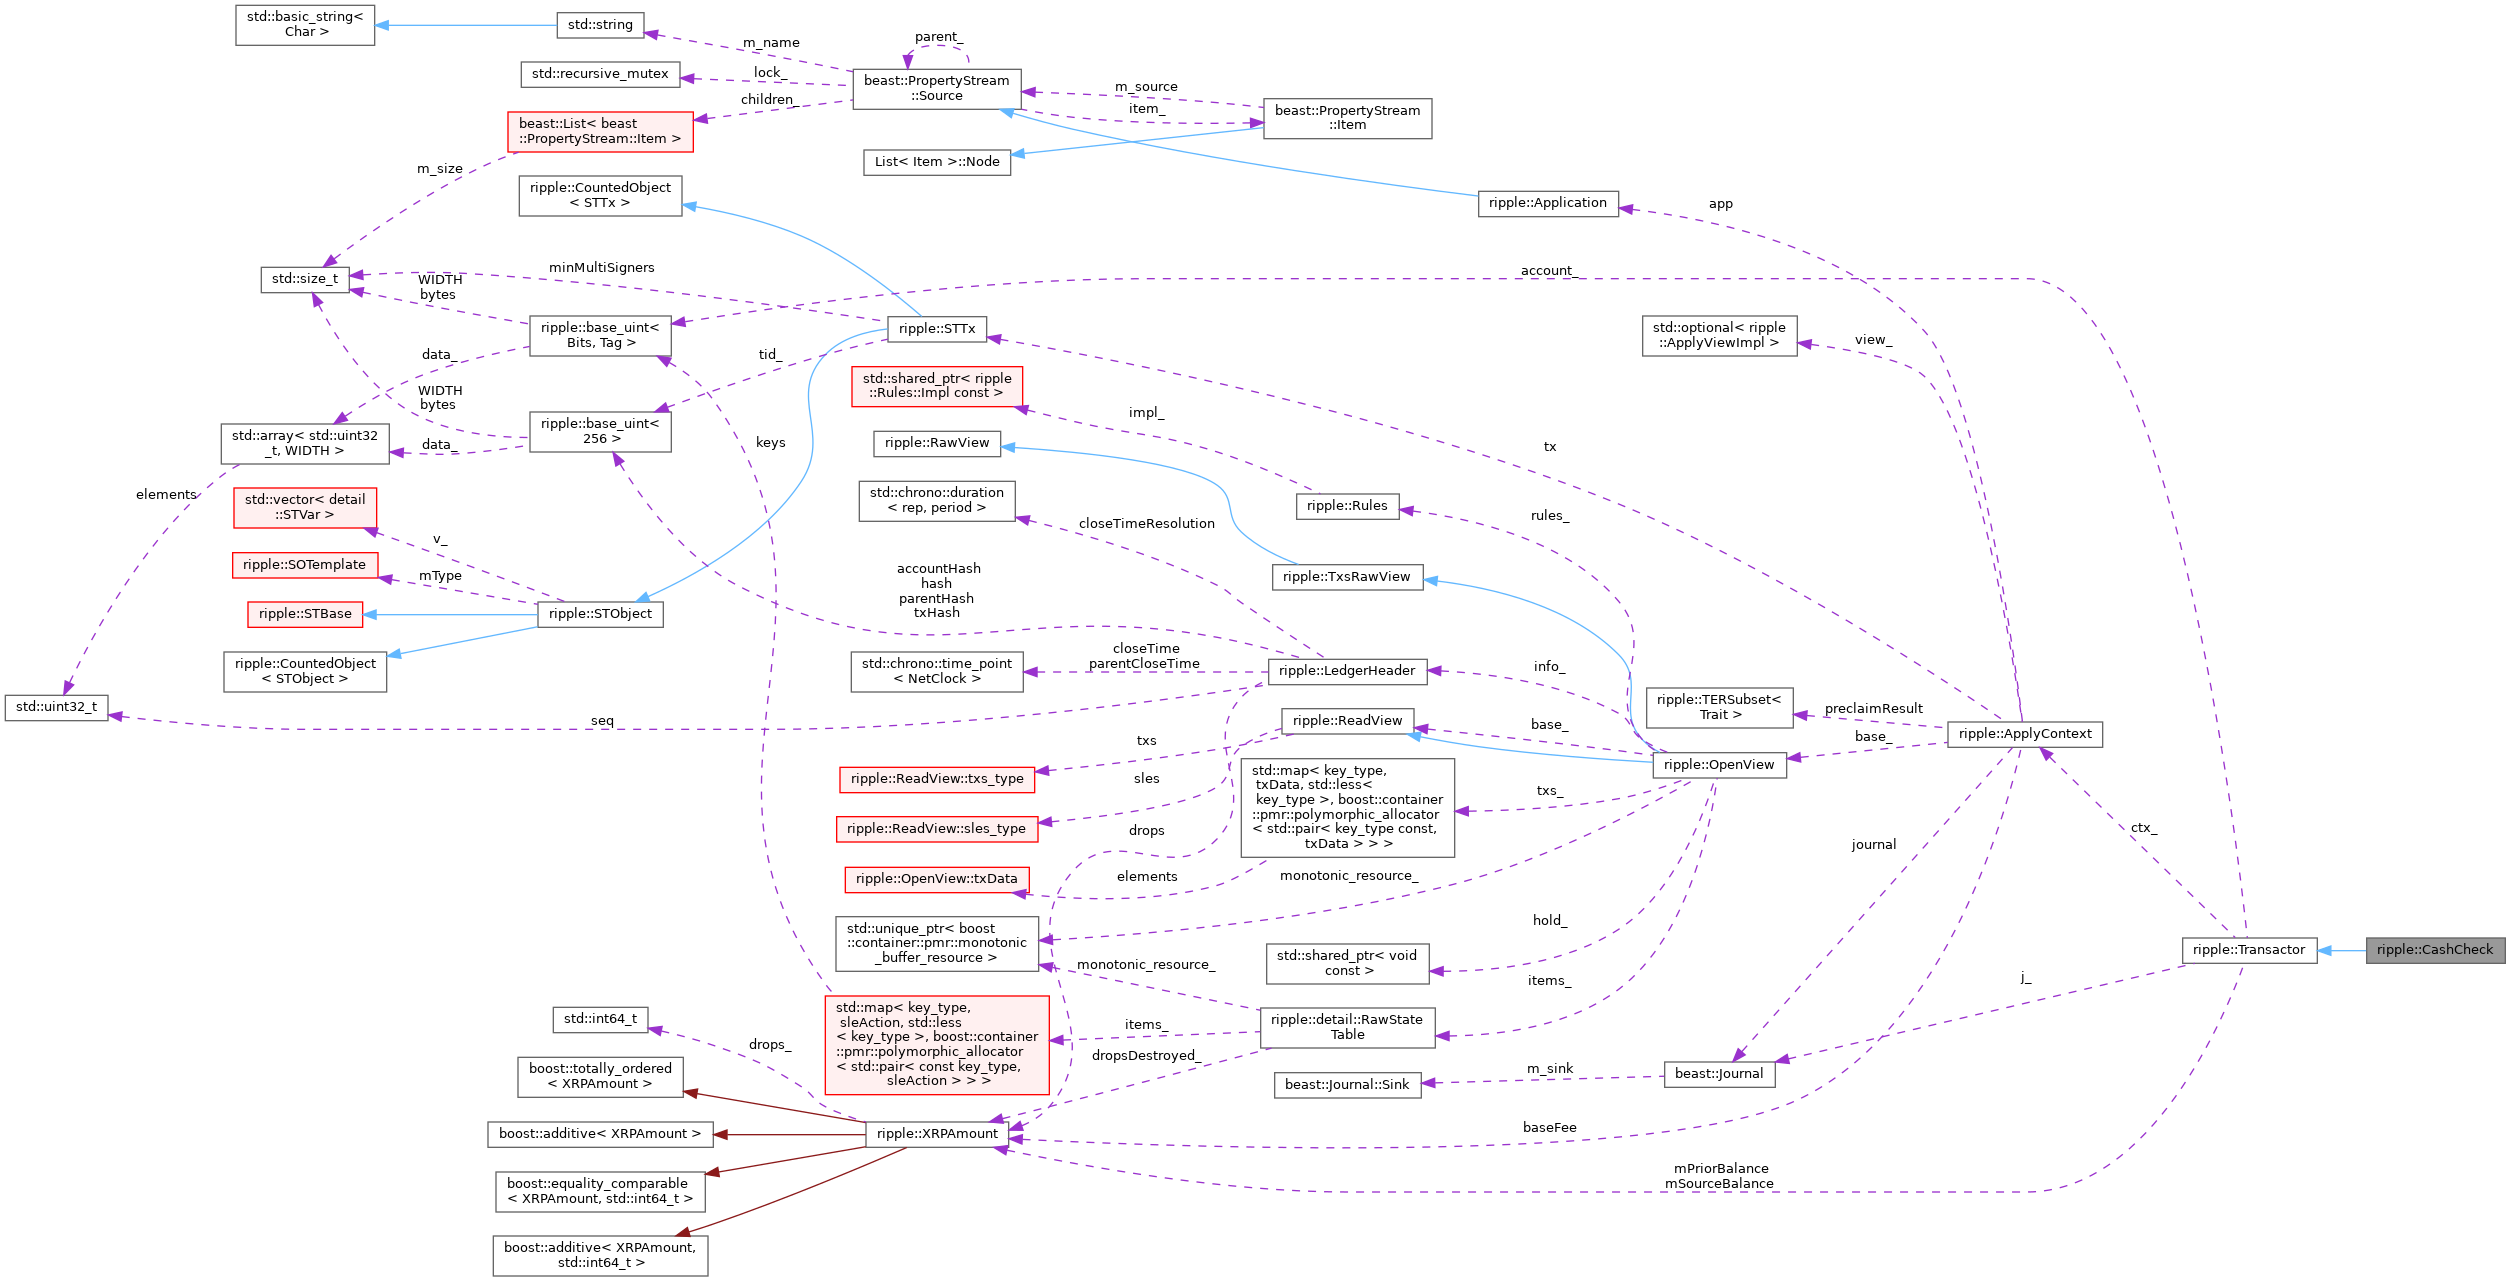 std::basic_string<
Char >
std::string
m_name
parent_
std::recursive_mutex
lock_
beast::PropertyStream
::Source
m_source
item_
beast::PropertyStream
::Item
children_
beast::List< beast
::PropertyStream::Item >
List< Item >::Node
m_size
ripple::CountedObject
< STTx >
ripple::Application
app
std::size_t
minMultiSigners
WIDTH
bytes
account_
ripple::base_uint<
Bits, Tag >
ripple::STTx
std::optional< ripple
::ApplyViewImpl >
view_
data_
tid_
WIDTH
bytes
std::shared_ptr< ripple
::Rules::Impl const >
impl_
ripple::base_uint<
256 >
std::array< std::uint32
_t, WIDTH >
data_
keys
ripple::RawView
tx
elements
std::vector< detail
::STVar >
std::chrono::duration
< rep, period >
closeTimeResolution
ripple::Rules
rules_
v_
ripple::SOTemplate
mType
accountHash
hash
parentHash
txHash
ripple::TxsRawView
ripple::STBase
ripple::STObject
ripple::CountedObject
< STObject >
std::chrono::time_point
< NetClock >
closeTime
parentCloseTime
ripple::LedgerHeader
info_
std::uint32_t
seq
ripple::ReadView
base_
ripple::TERSubset<
Trait >
preclaimResult
ripple::ApplyContext
base_
txs
ripple::ReadView::txs_type
sles
ripple::OpenView
std::map< key_type,
txData, std::less<
key_type >, boost::container
::pmr::polymorphic_allocator
< std::pair< key_type const,
txData > > >
txs_
ripple::ReadView::sles_type
drops
ctx_
journal
ripple::OpenView::txData
elements
monotonic_resource_
std::unique_ptr< boost
::container::pmr::monotonic
_buffer_resource >
hold_
std::shared_ptr< void
const >
ripple::Transactor
ripple::CashCheck
monotonic_resource_
items_
j_
std::map< key_type,
sleAction, std::less
< key_type >, boost::container
::pmr::polymorphic_allocator
< std::pair< const key_type,
sleAction > > >
items_
ripple::detail::RawState
Table
std::int64_t
drops_
dropsDestroyed_
boost::totally_ordered
< XRPAmount >
beast::Journal::Sink
m_sink
beast::Journal
boost::additive< XRPAmount >
ripple::XRPAmount
baseFee
boost::equality_comparable
< XRPAmount, std::int64_t >
mPriorBalance
mSourceBalance
boost::additive< XRPAmount,
std::int64_t >